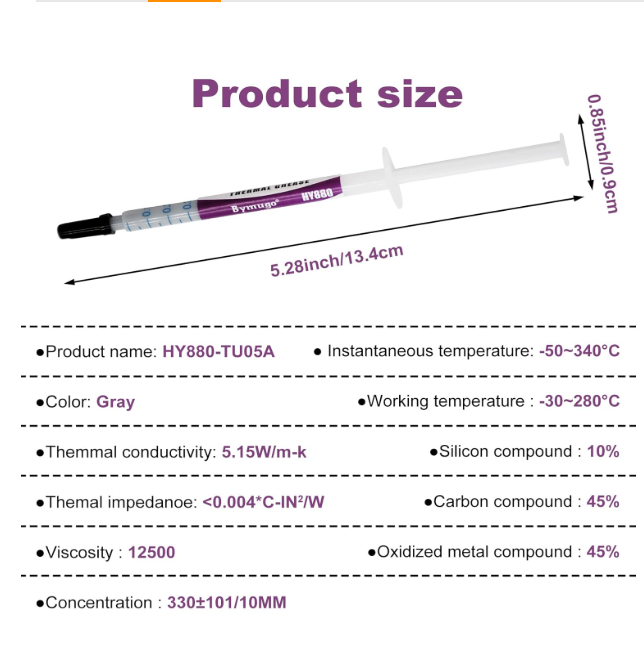 Product size
0.85inch/0.9cm
THERMAL GREASE
Bymugo®
HY880
5.28inch/13.4cm
●Product name: HY880-TU05A
● Instantaneous temperature: -50~340°C
●Color: Gray
●Working temperature : -30~280°C
●Themmal conductivity: 5.15W/m-k
●Silicon compound : 10%
●Themal impedanoe: <0.004*C-IN²/W
●Carbon compound : 45%
●Viscosity : 12500
●Oxidized metal compound : 45%
●Concentration : 330±101/10MM